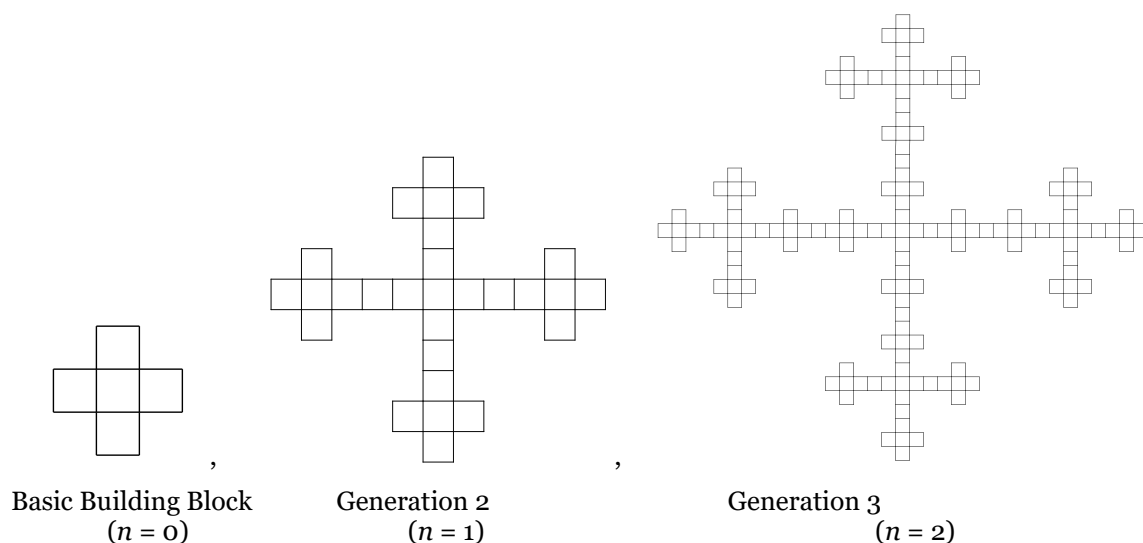 , ,
Basic Building Block Generation 2 Generation 3
(n = 0) (n = 1) (n = 2)